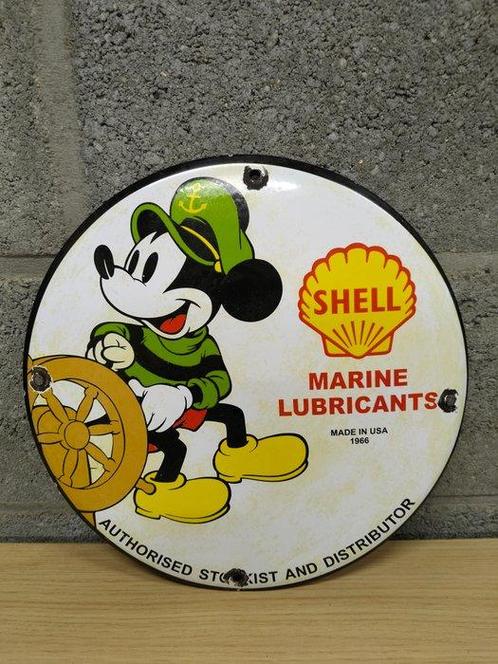 SHELL
MARINE
LUBRICANTS
MADE IN USA
1966
AUTHORISED STOCKIST AND DISTRIBUTOR